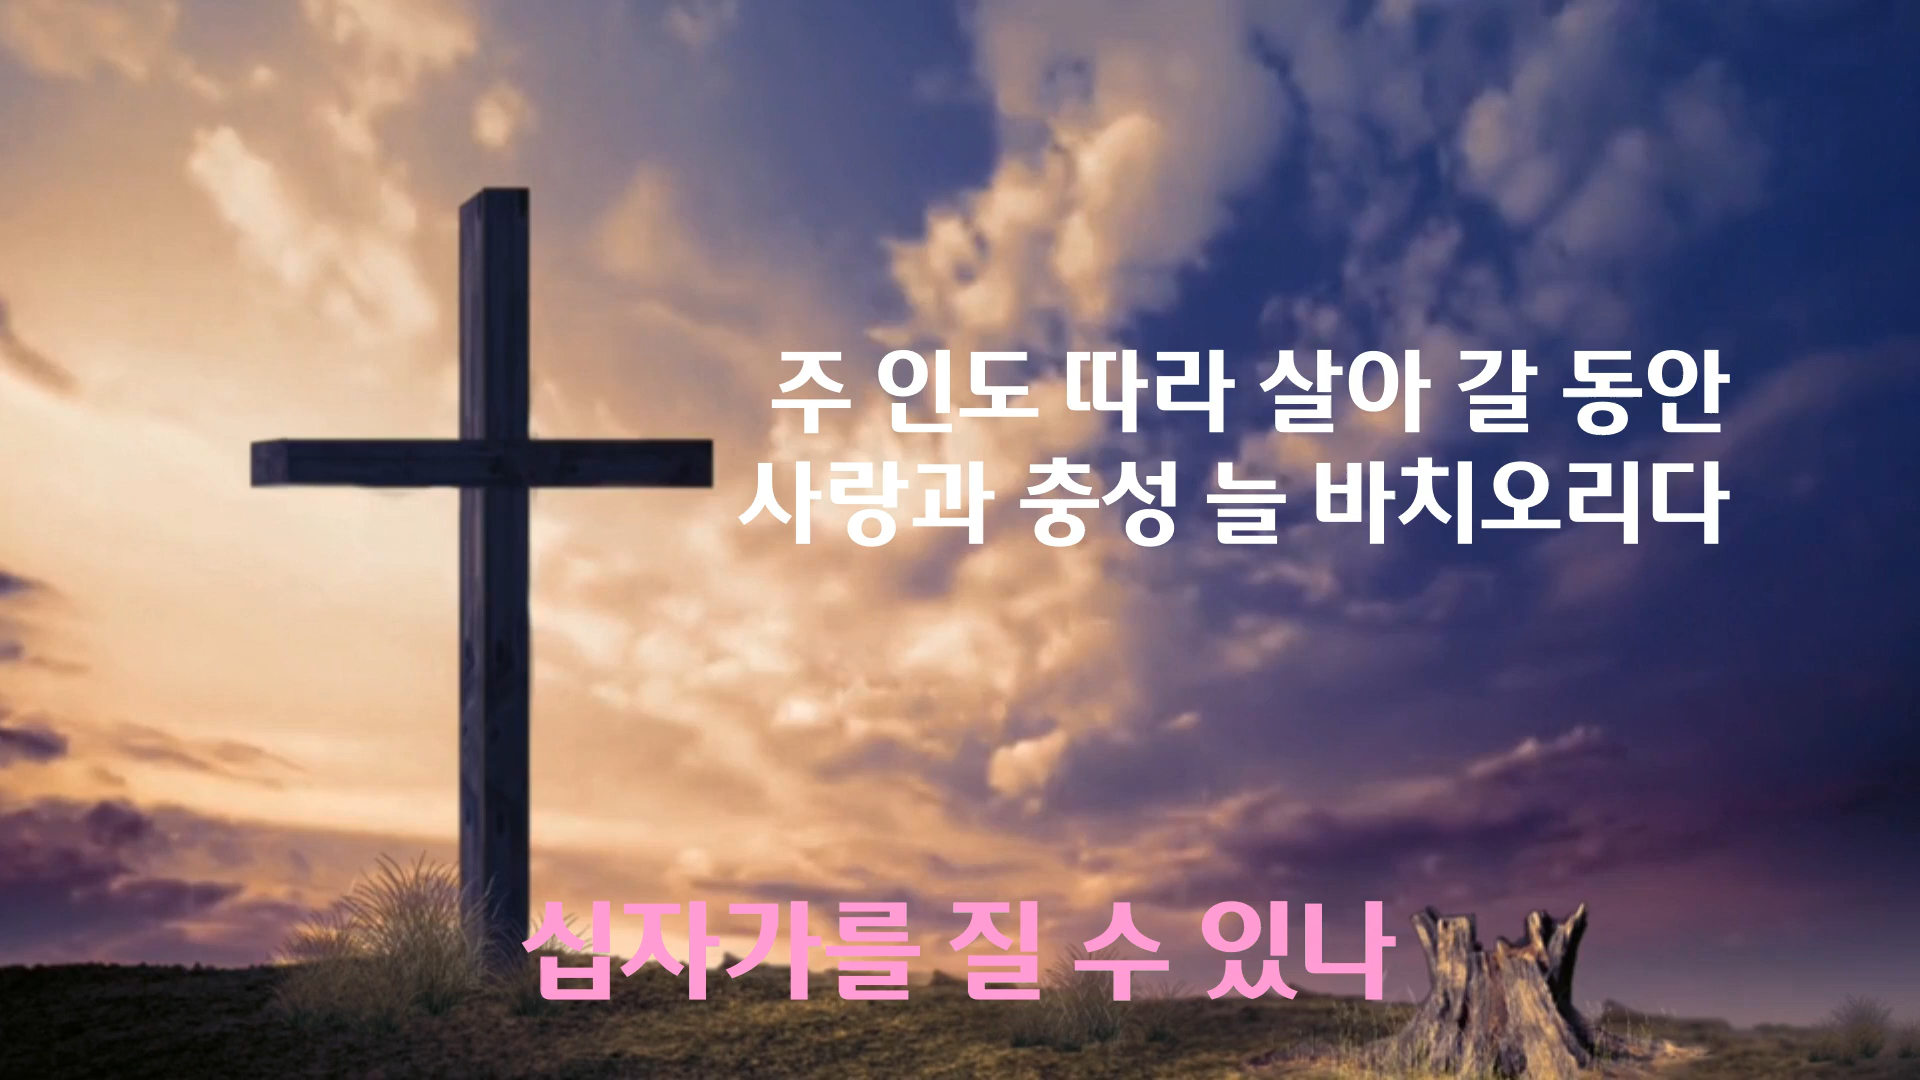 주 인도 따라 살아 갈 동안
사랑과 충성 늘 바치오리다
십자가를 질 수 있나